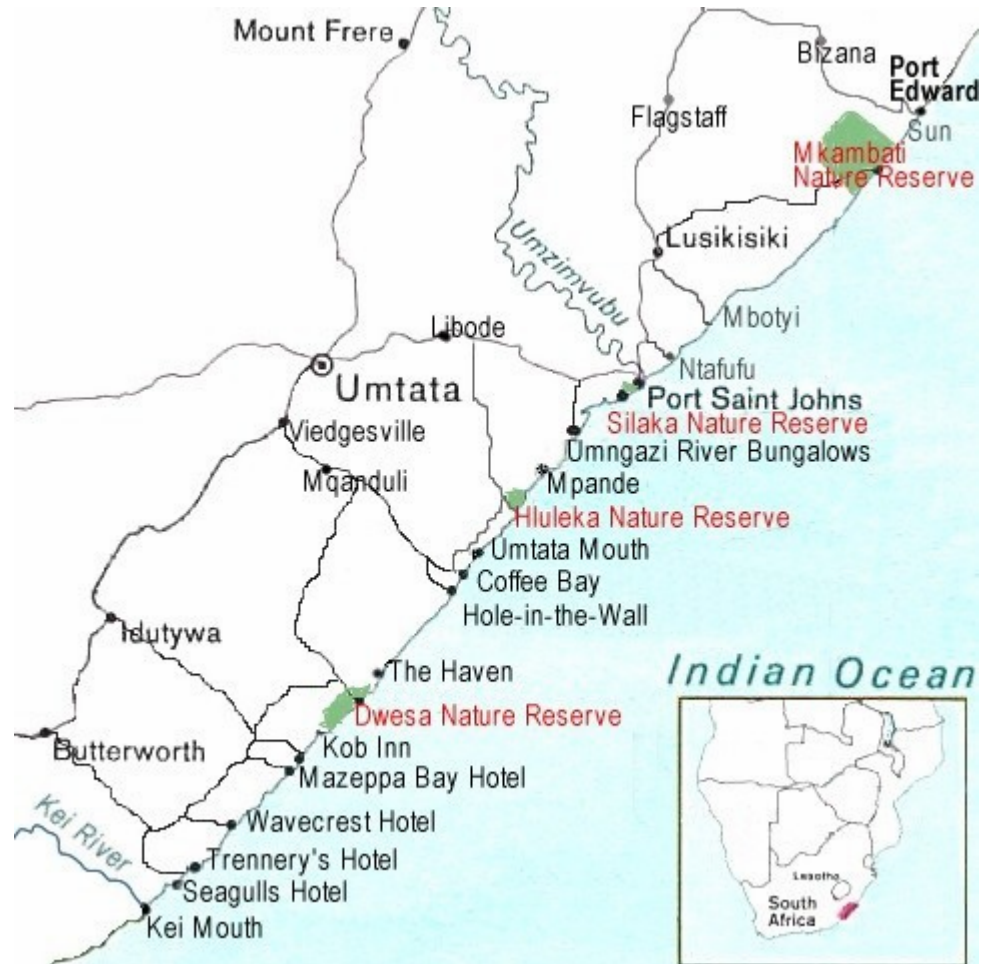 Mount Frere
Bizana
Port
Edward
Flagstaff
Sun
Mkambati
Nature Reserve
Umzimvubu
Lusikisiki
Mbotyi
Libode
Ntafufu
Umtata
Port Saint Johns
Silaka Nature Reserve
Viedgesville
Umngazi River Bungalows
Mqanduli
Mpande
Hluleka Nature Reserve
Umtata Mouth
Coffee Bay
Hole-in-the-Wall
Idutywa
The Haven
Indian Ocean
Dwesa Nature Reserve
Butterworth
Kob Inn
Mazeppa Bay Hotel
Kei River
Wavecrest Hotel
Trennery's Hotel
Seagulls Hotel
Kei Mouth
Lesotho
South
Africa